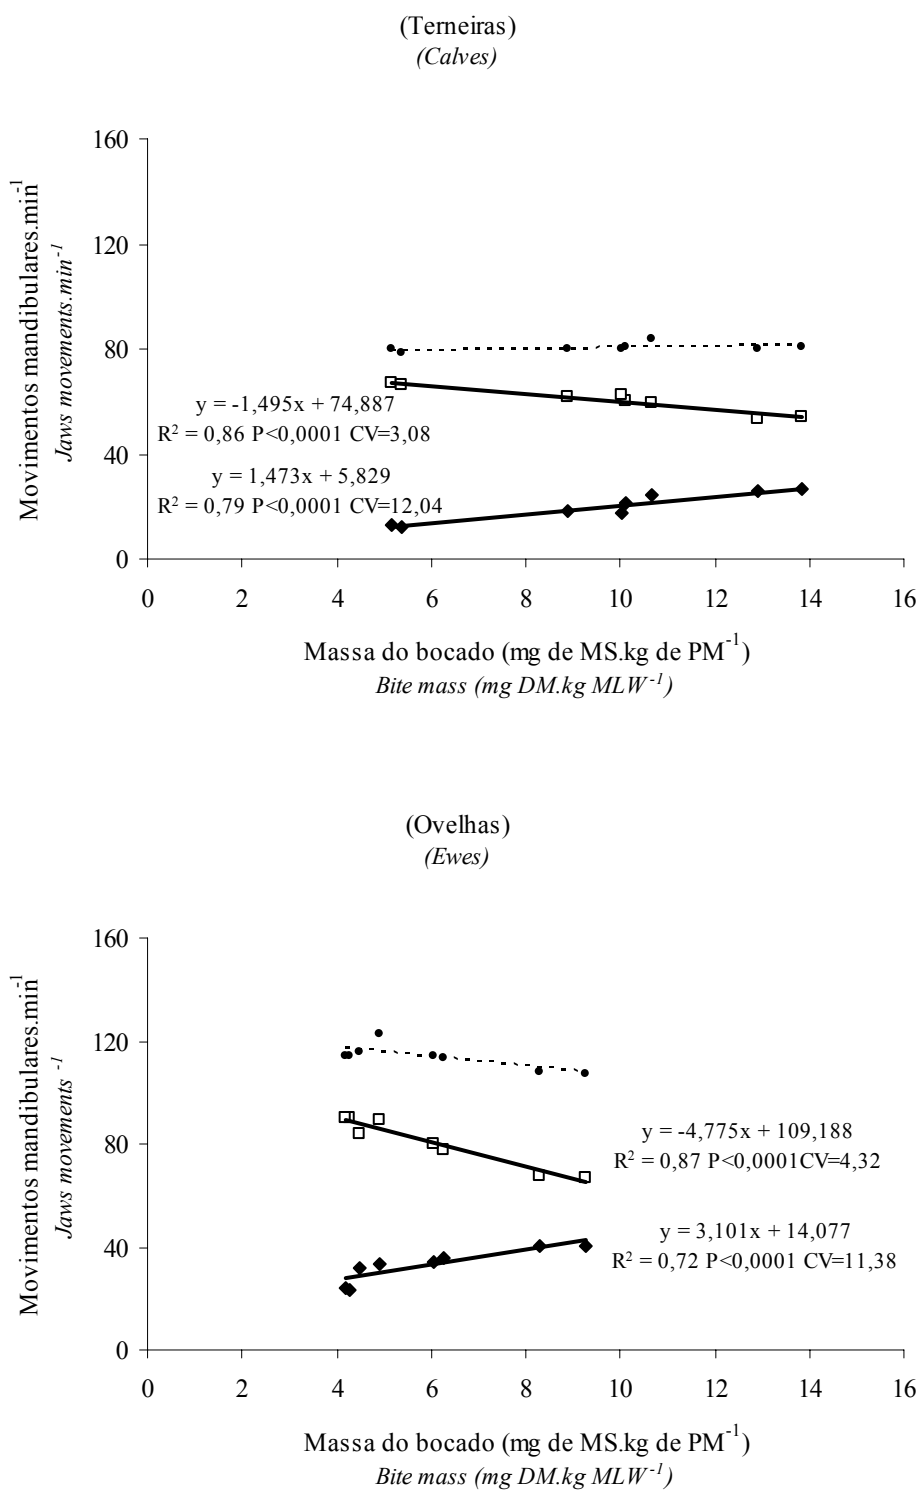 (Terneiras)
(Calves)
Movimentos mandibulares.min⁻¹
Jaws movements.min⁻¹
160
120
80
40
0
y = -1,495x + 74,887
R² = 0,86 P<0,0001 CV=3,08
y = 1,473x + 5,829
R² = 0,79 P<0,0001 CV=12,04
0 2 4 6 8 10 12 14 16
Massa do bocado (mg de MS.kg de PM⁻¹)
Bite mass (mg DM.kg MLW⁻¹)
(Ovelhas)
(Ewes)
Movimentos mandibulares.min⁻¹
Jaws movements ⁻¹
160
120
80
40
0
y = -4,775x + 109,188
R² = 0,87 P<0,0001CV=4,32
y = 3,101x + 14,077
R² = 0,72 P<0,0001 CV=11,38
0 2 4 6 8 10 12 14 16
Massa do bocado (mg de MS.kg de PM⁻¹)
Bite mass (mg DM.kg MLW⁻¹)